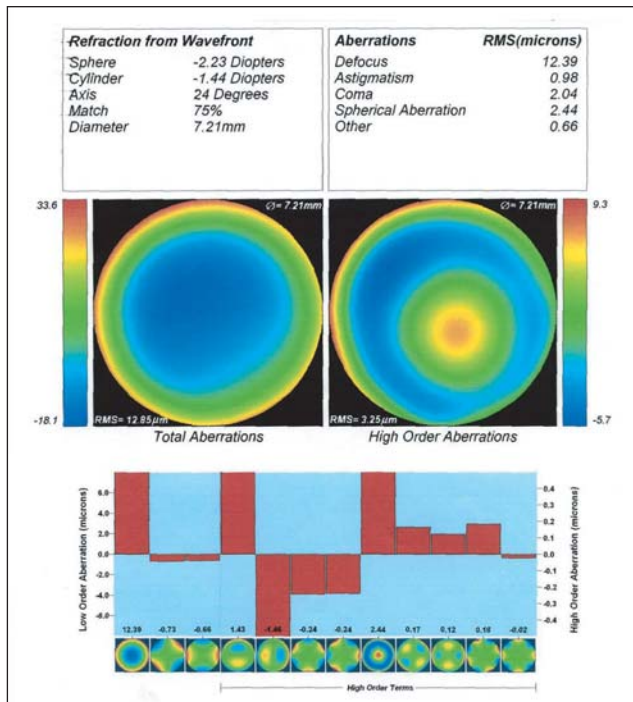 Refraction from Wavefront
Sphere -2.23 Diopters
Cylinder -1.44 Diopters
Axis 24 Degrees
Match 75%
Diameter 7.21mm
Aberrations RMS(microns)
Defocus 12.39
Astigmatism 0.98
Coma 2.04
Spherical Aberration 2.44
Other 0.66
33.6
-18.1
Ø= 7.21mm
RMS= 12.85µm
Total Aberrations
Ø= 7.21mm
RMS= 3.25µm
High Order Aberrations
9.3
-5.7
Low Order Aberration (microns)
6.0
4.0
2.0
0.0
-2.0
-4.0
-6.0
0.4
0.3
0.2
0.1
0.0
-0.1
-0.2
-0.3
-0.4
High Order Aberration (microns)
12.39 -0.73 -0.66 1.43 -1.46 -0.24 -0.24 2.44 0.17 0.12 0.18 -0.02
High Order Terms